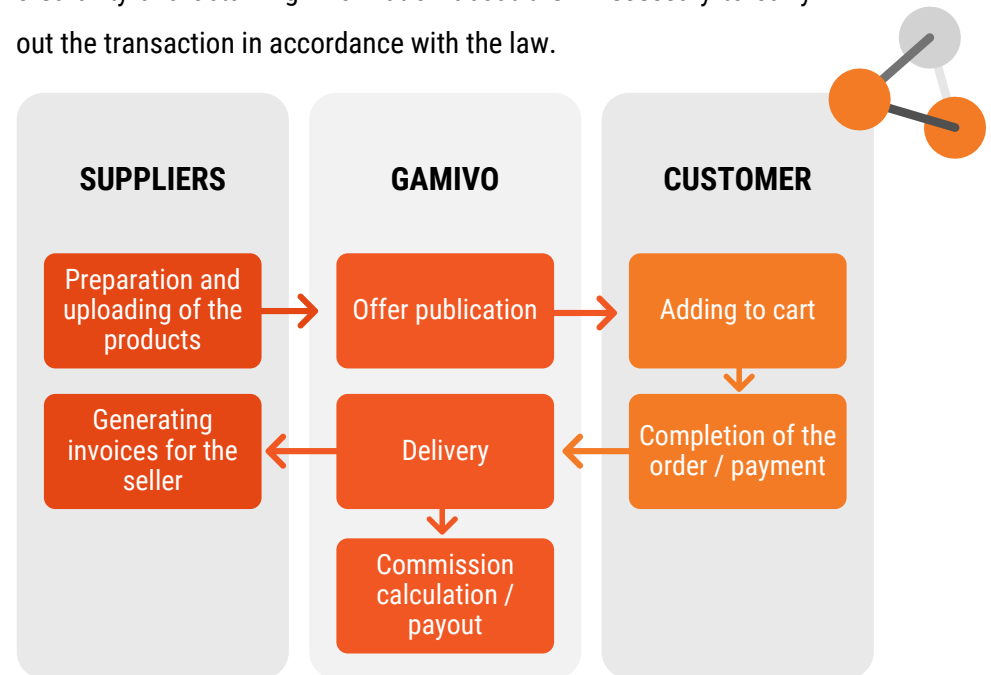 out the transaction in accordance with the law.
SUPPLIERS
GAMIVO
CUSTOMER
Preparation and
uploading of the
products
Offer publication
Adding to cart
Generating
invoices for the
seller
Delivery
Completion of the
order / payment
Commission
calculation /
payout